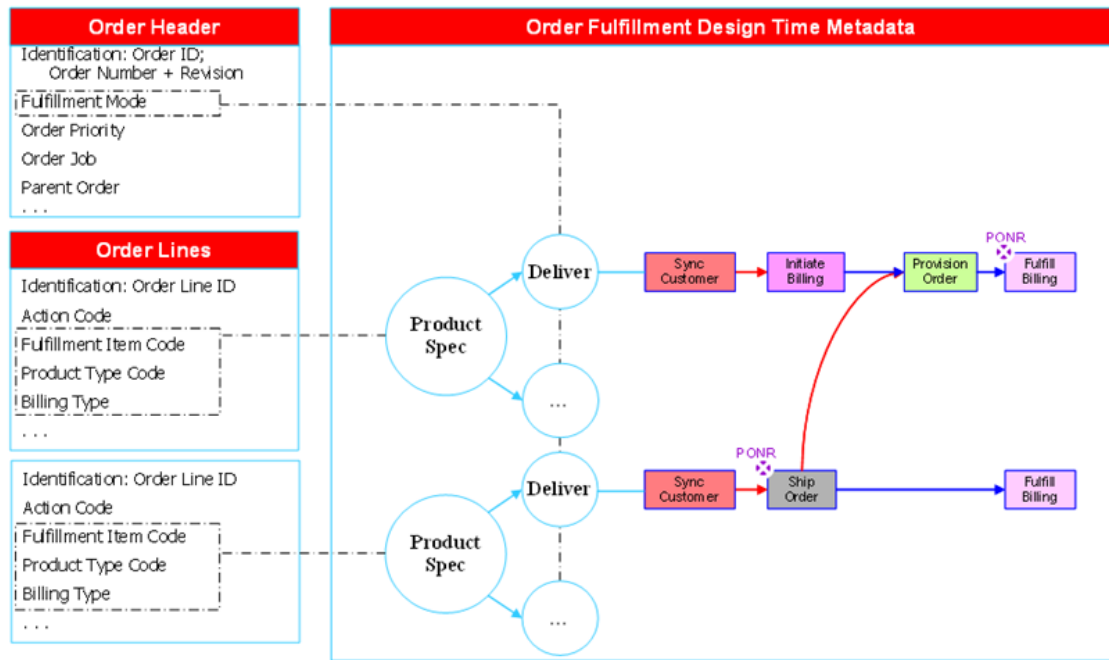 Order Header
Identification: Order ID;
Order Number + Revision
Fulfillment Mode
Order Priority
Order Job
Parent Order
. . .
Order Lines
Identification: Order Line ID
Action Code
Fulfillment Item Code
Product Type Code
Billing Type
. . .
Identification: Order Line ID
Action Code
Fulfillment Item Code
Product Type Code
Billing Type
. . .
Order Fulfillment Design Time Metadata
Product
Spec
Deliver
...
Sync
Customer
Initiate
Billing
Provision
Order
PONR
Fulfill
Billing
Product
Spec
Deliver
...
Sync
Customer
PONR
Ship
Order
Fulfill
Billing